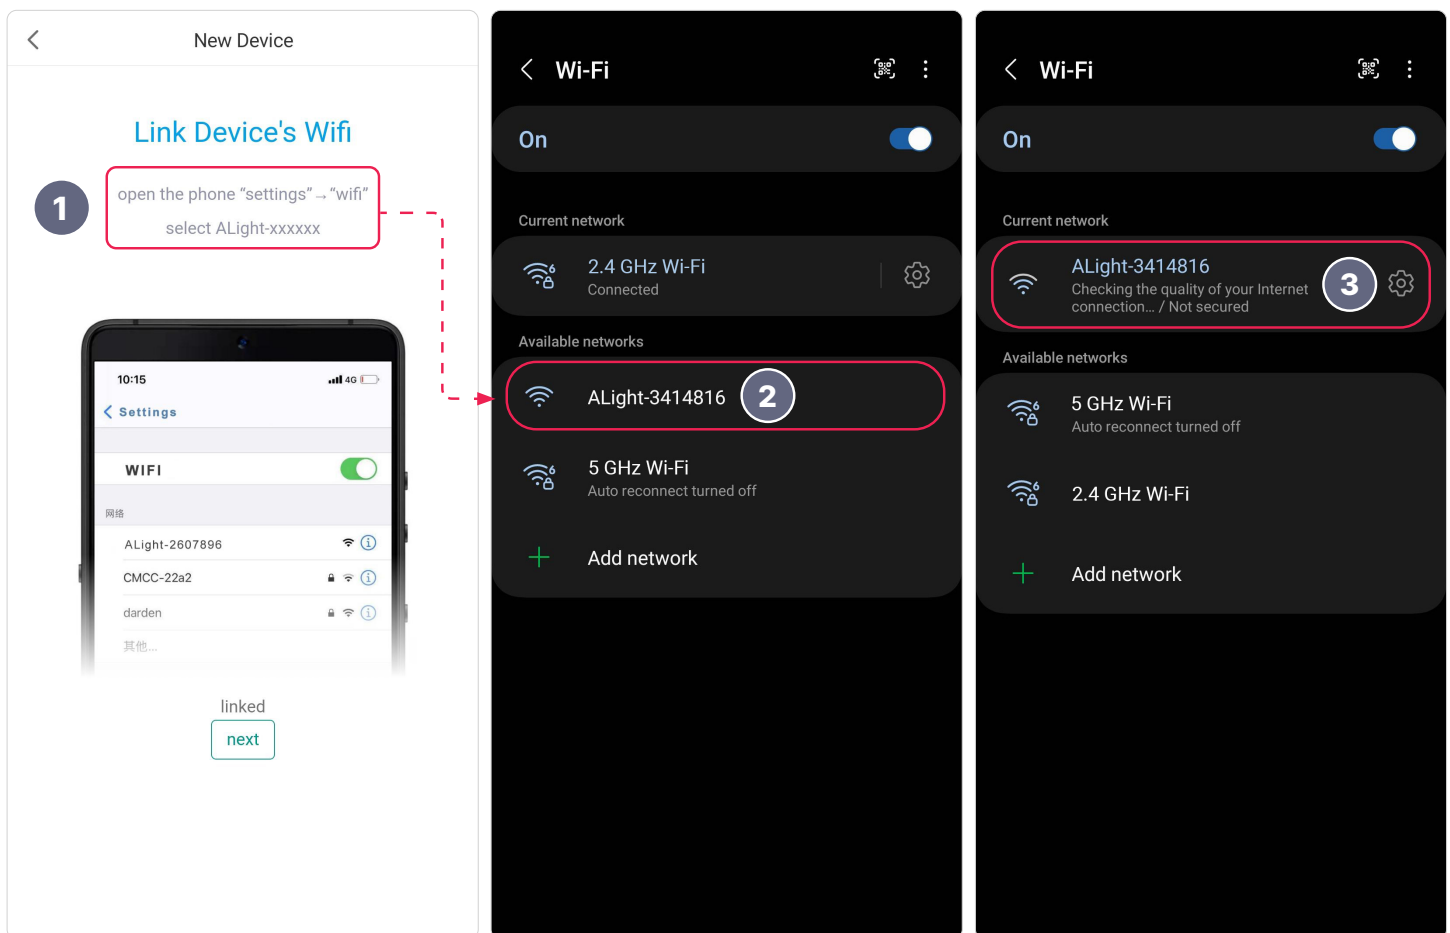 New Device
Link Device's Wifi
1
open the phone “settings”→“wifi”
select ALight-xxxxxx
10:15
4G
Settings
WIFI
网络
ALight-2607896
CMCC-22a2
darden
其他...
linked
next
Wi-Fi
On
Current network
2.4 GHz Wi-Fi
Connected
Available networks
ALight-3414816
2
5 GHz Wi-Fi
Auto reconnect turned off
Add network
Wi-Fi
On
Current network
ALight-3414816
Checking the quality of your Internet
connection... / Not secured
3
Available networks
5 GHz Wi-Fi
Auto reconnect turned off
2.4 GHz Wi-Fi
Add network